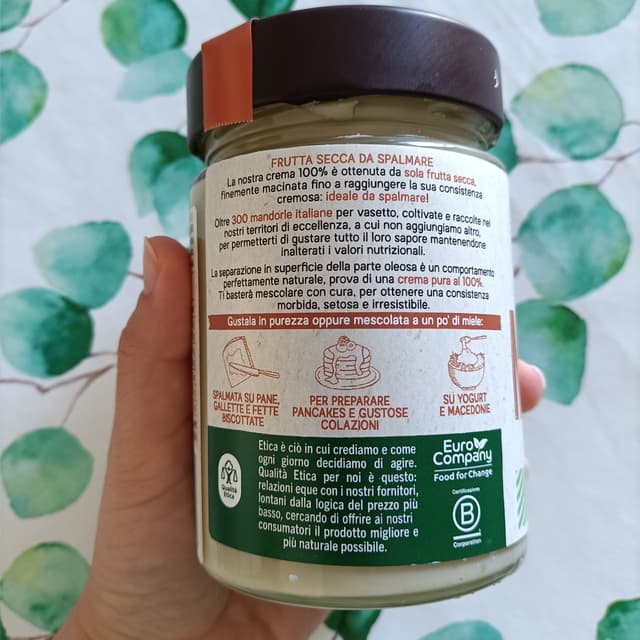 FRUTTA SECCA DA SPALMARE
La nostra crema 100% è ottenuta da sola frutta secca,
finemente macinata fino a raggiungere la sua consistenza
cremosa: ideale da spalmare!
Oltre 300 mandorle italiane per vasetto, coltivate e raccolte nei
nostri territori di eccellenza, a cui non aggiungiamo altro,
per permetterti di gustare tutto il loro sapore mantenendone
inalterati i valori nutrizionali.
La separazione in superficie della parte oleosa è un comportamento
perfettamente naturale, prova di una crema pura al 100%.
Ti basterà mescolare con cura, per ottenere una consistenza
morbida, setosa e irresistibile.
Gustala in purezza oppure mescolata a un po' di miele:
SPALMATA SU PANE,
GALLETTE E FETTE
BISCOTTATE
PER PREPARARE
PANCAKES E GUSTOSE
COLAZIONI
SU YOGURT
E MACEDONIE
Qualità
Etica
Etica è ciò in cui crediamo e come
ogni giorno decidiamo di agire.
Qualità Etica per noi è questo:
relazioni eque con i nostri fornitori,
lontani dalla logica del prezzo più
basso, cercando di offrire ai nostri
consumatori il prodotto migliore e
più naturale possibile.
Euro
Company
Food for Change
Certificazione
B
Corporation